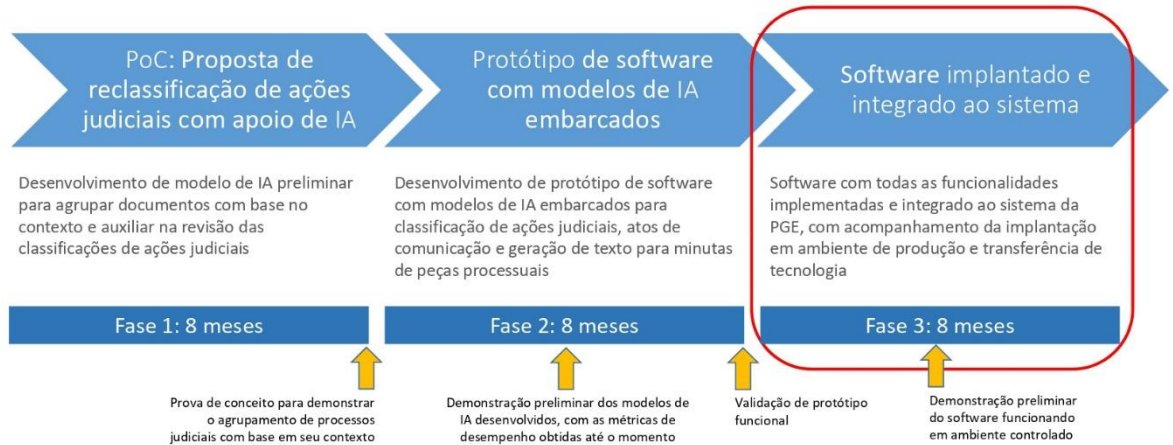 PoC: Proposta de
reclassificação de ações
judiciais com apoio de IA
Protótipo de software
com modelos de IA
embarcados
Software implantado e
integrado ao sistema
Desenvolvimento de modelo de IA preliminar
para agrupar documentos com base no
contexto e auxiliar na revisão das
classificações de ações judiciais
Desenvolvimento de protótipo de software
com modelos de IA embarcados para
classificação de ações judiciais, atos de
comunicação e geração de texto para minutas
de peças processuais
Software com todas as funcionalidades
implementadas e integrado ao sistema da
PGE, com acompanhamento da implantação
em ambiente de produção e transferência de
tecnologia
Fase 1: 8 meses
Fase 2: 8 meses
Fase 3: 8 meses
Prova de conceito para demonstrar
o agrupamento de processos
judiciais com base em seu contexto
Demonstração preliminar dos modelos de
IA desenvolvidos, com as métricas de
desempenho obtidas até o momento
Validação de protótipo
funcional
Demonstração preliminar
do software funcionando
em ambiente controlado